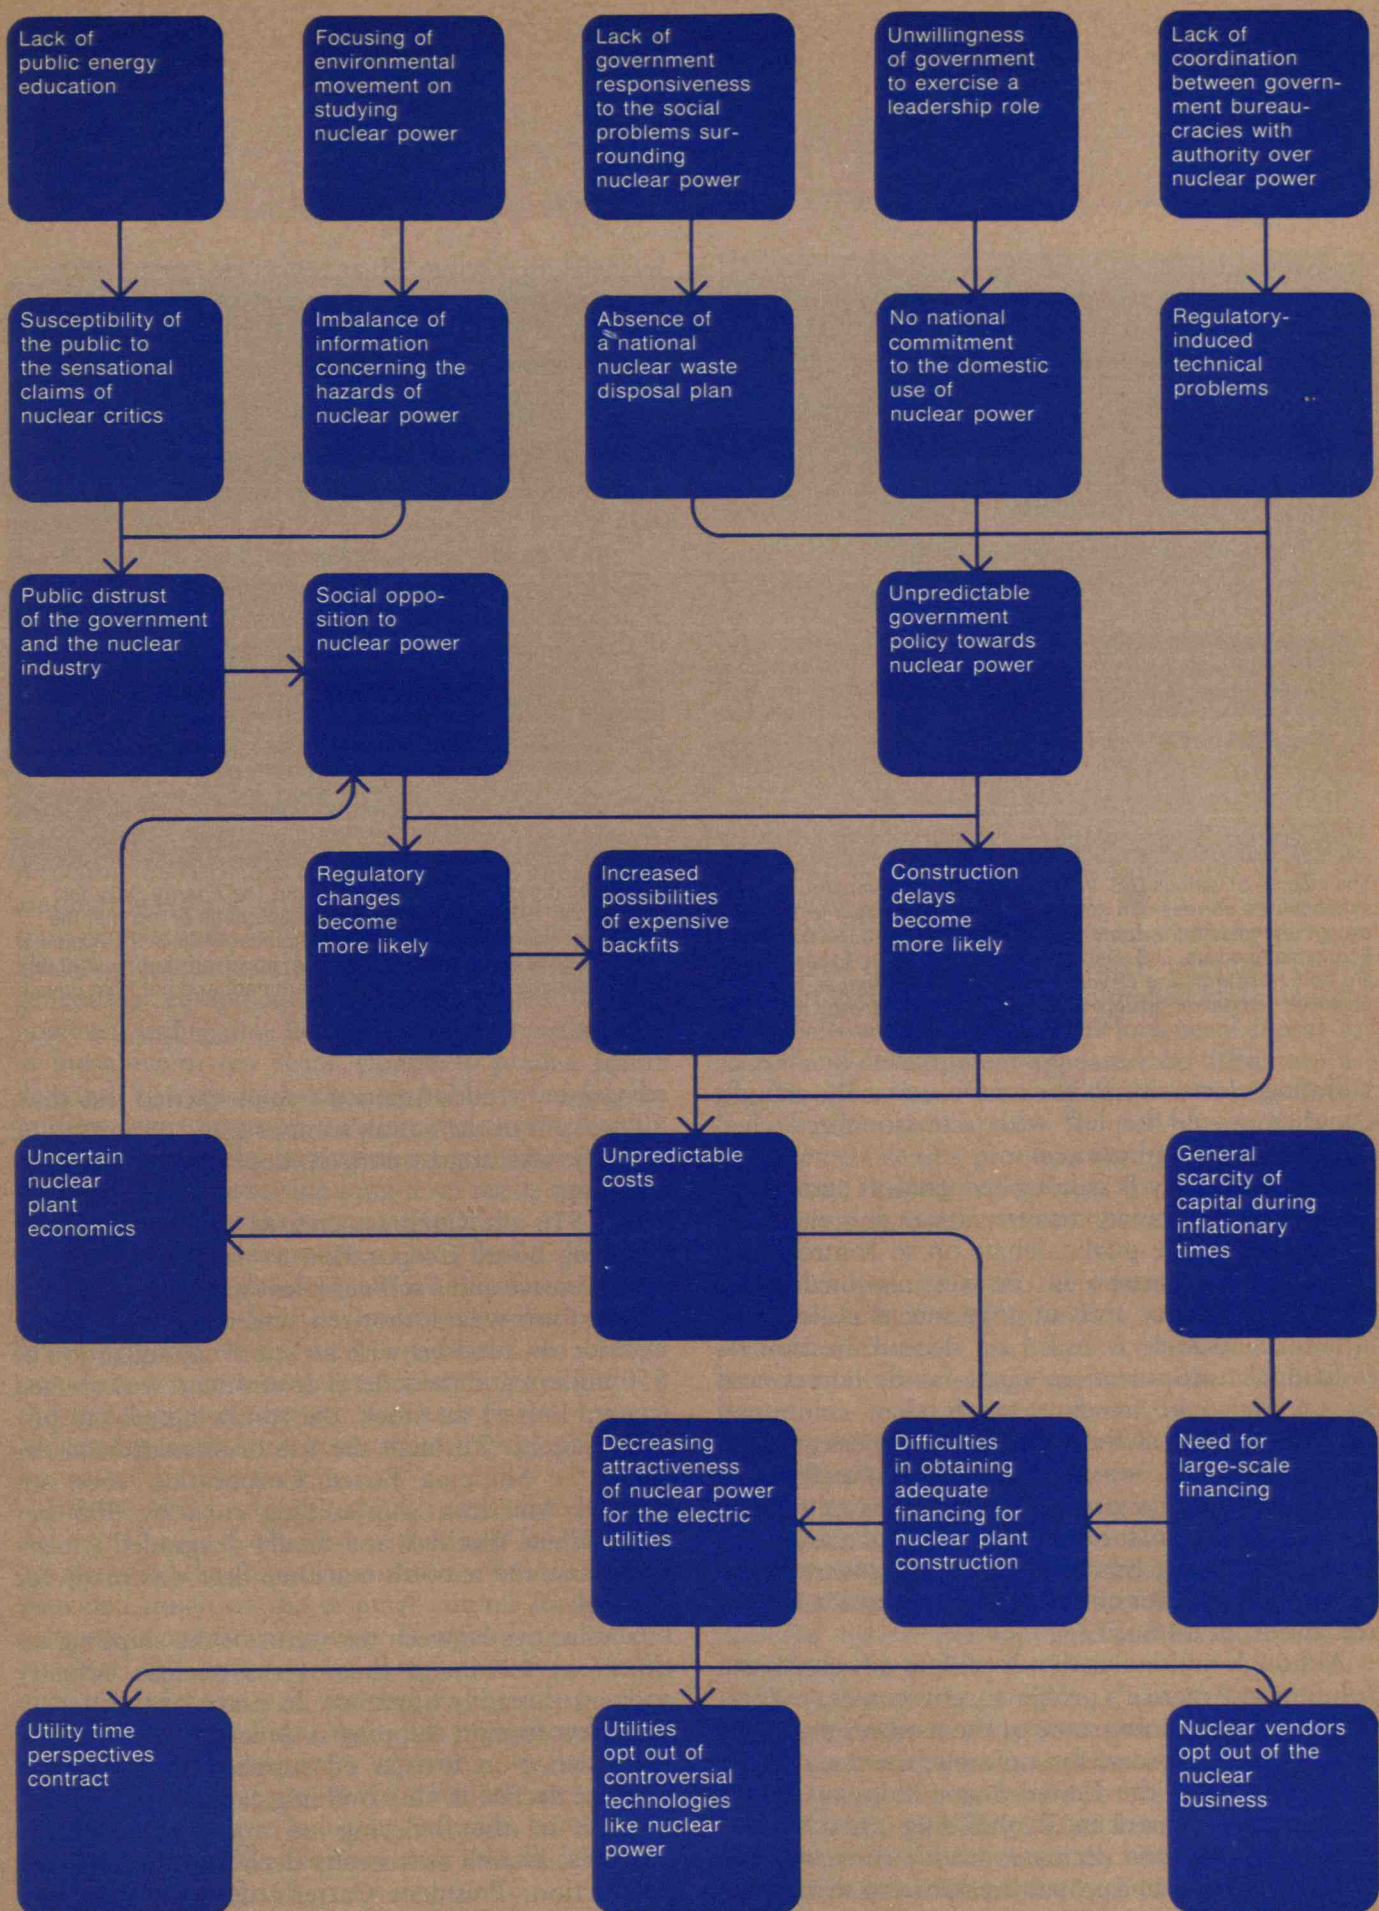 Lack of
public energy
education
Focusing of
environmental
movement on
studying
nuclear power
Lack of
government
responsiveness
to the social
problems sur-
rounding
nuclear power
Unwillingness
of government
to exercise a
leadership role
Lack of
coordination
between govern-
ment bureau-
cracies with
authority over
nuclear power
Susceptibility of
the public to
the sensational
claims of
nuclear critics
Imbalance of
information
concerning the
hazards of
nuclear power
Absence of
a national
nuclear waste
disposal plan
No national
commitment
to the domestic
use of
nuclear power
Regulatory-
induced
technical
problems
Public distrust
of the government
and the nuclear
industry
Social oppo-
sition to
nuclear power
Unpredictable
government
policy towards
nuclear power
Regulatory
changes
become
more likely
Increased
possibilities
of expensive
backfits
Construction
delays
become
more likely
Uncertain
nuclear
plant
economics
Unpredictable
costs
General
scarcity of
capital during
inflationary
times
Decreasing
attractiveness
of nuclear power
for the electric
utilities
Difficulties
in obtaining
adequate
financing for
nuclear plant
construction
Need for
large-scale
financing
Utility time
perspectives
contract
Utilities
opt out of
controversial
technologies
like nuclear
power
Nuclear vendors
opt out of the
nuclear
business